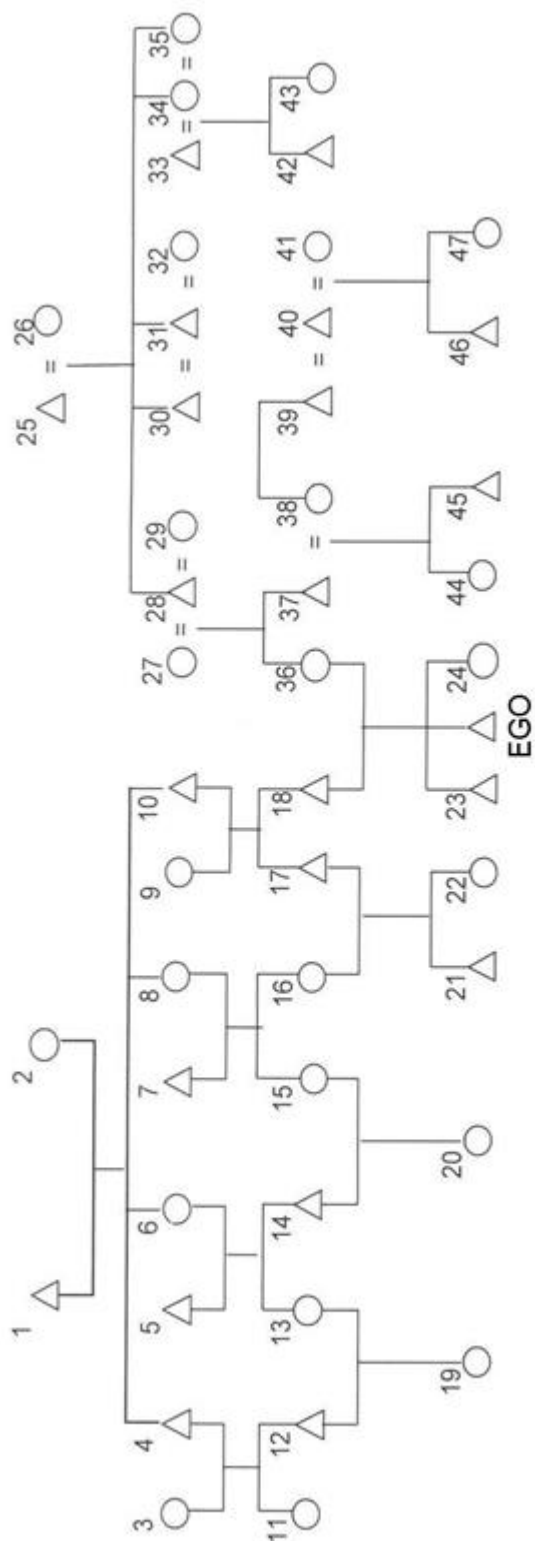 1 2 25 = 26
3 4 5 6 7 8 9 10 27 = 28 = 29 30 = 31 = 32 33 = 34 = 35
11 12 13 14 15 16 17 18 36 37 = 38 39 = 40 = 41 42 43
19 20 21 22 23 24 44 45 46 47
EGO